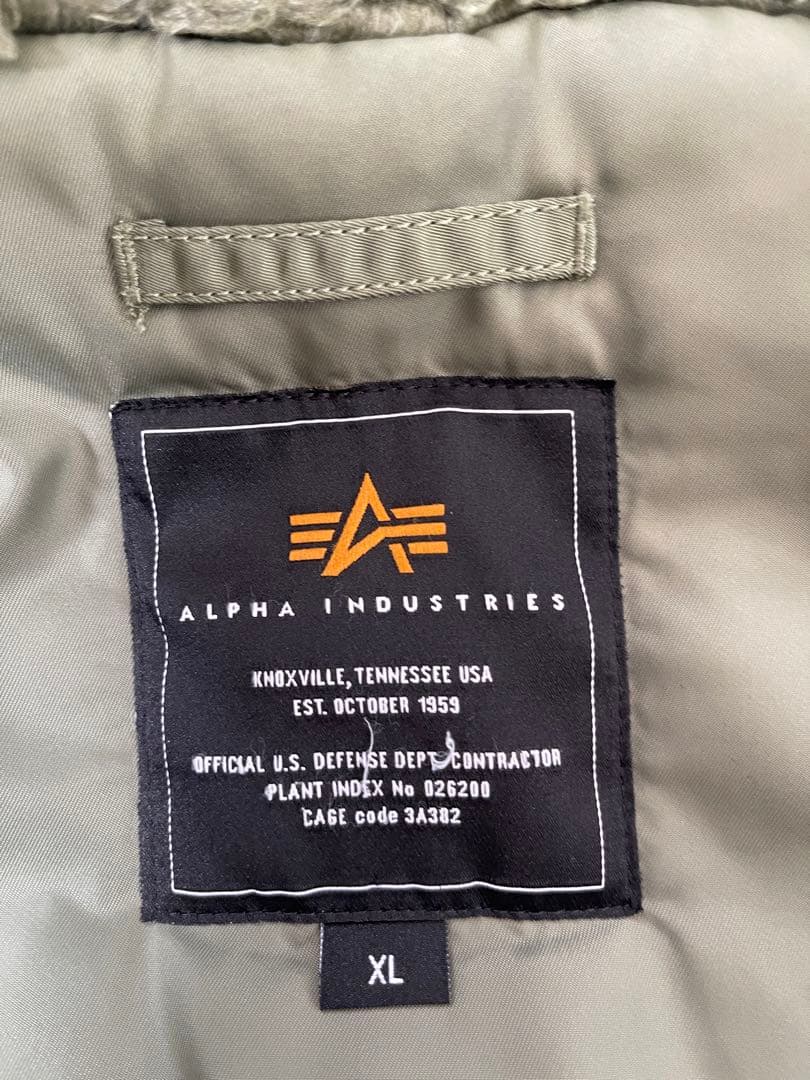 ALPHA INDUSTRIES
KNOXVILLE, TENNESSEE USA
EST. OCTOBER 1959
OFFICIAL U.S. DEFENSE DEPT CONTRACTOR
PLANT INDEX No 026200
CAGE code 3A382
XL